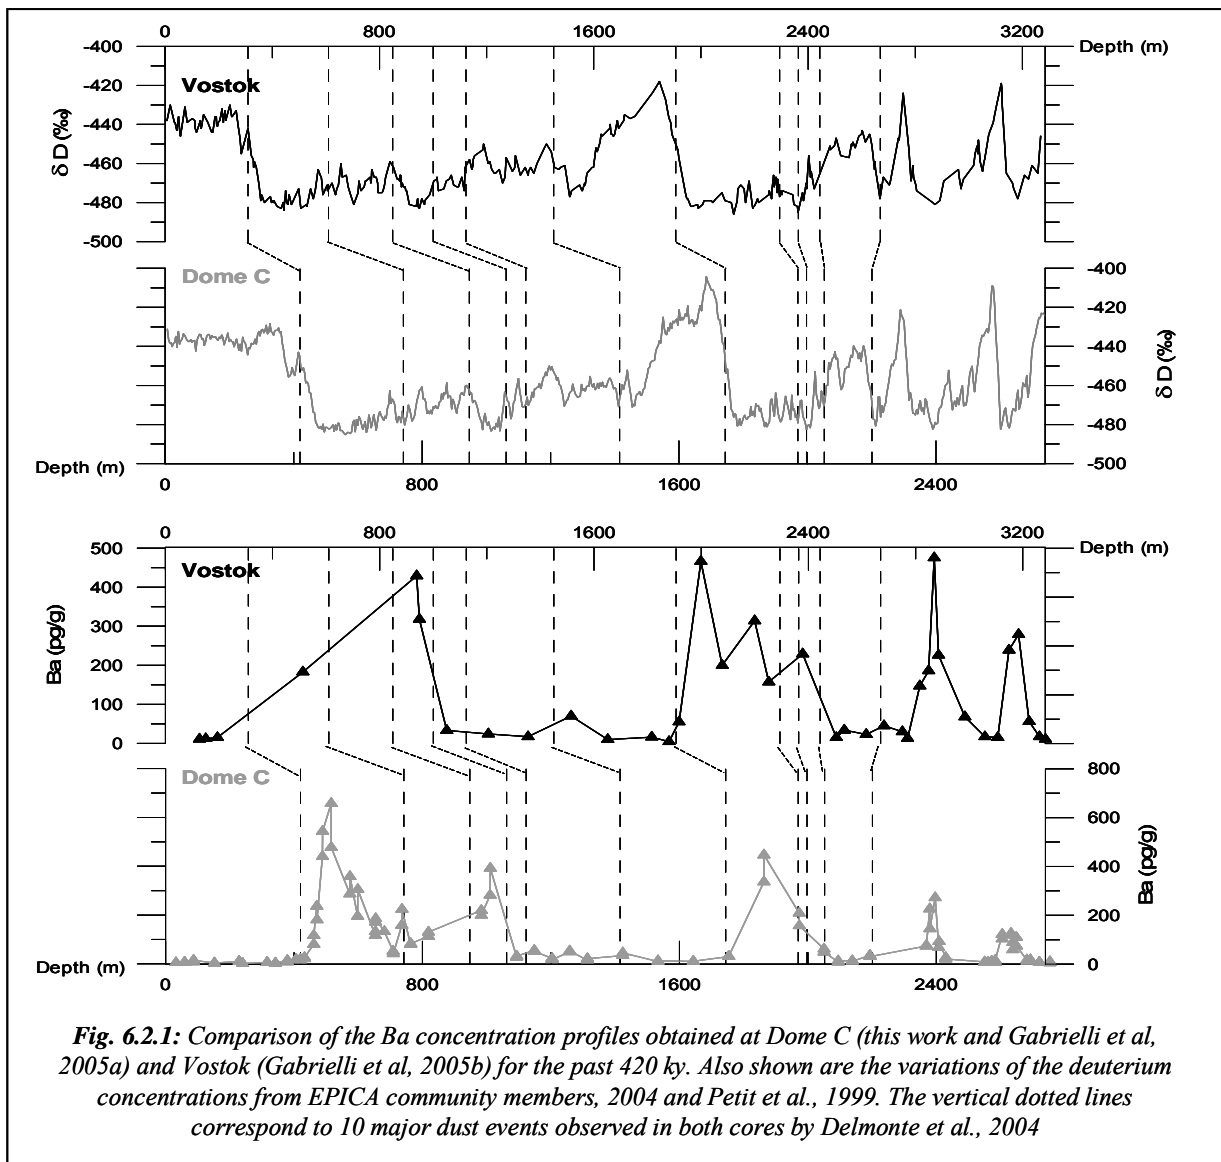 0 800 1600 2400 3200
Depth (m)
-400
-420
-440
-460
-480
-500
δ D (‰)
Vostok
Dome C
-400
-420
-440
-460
-480
-500
δ D (‰)
Depth (m)
0 800 1600 2400
0 800 1600 2400 3200
Depth (m)
500
400
300
200
100
0
Ba (pg/g)
Vostok
Dome C
800
600
400
200
0
Ba (pg/g)
Depth (m)
0 800 1600 2400
Fig. 6.2.1: Comparison of the Ba concentration profiles obtained at Dome C (this work and Gabrielli et al,
2005a) and Vostok (Gabrielli et al, 2005b) for the past 420 ky. Also shown are the variations of the deuterium
concentrations from EPICA community members, 2004 and Petit et al., 1999. The vertical dotted lines
correspond to 10 major dust events observed in both cores by Delmonte et al., 2004